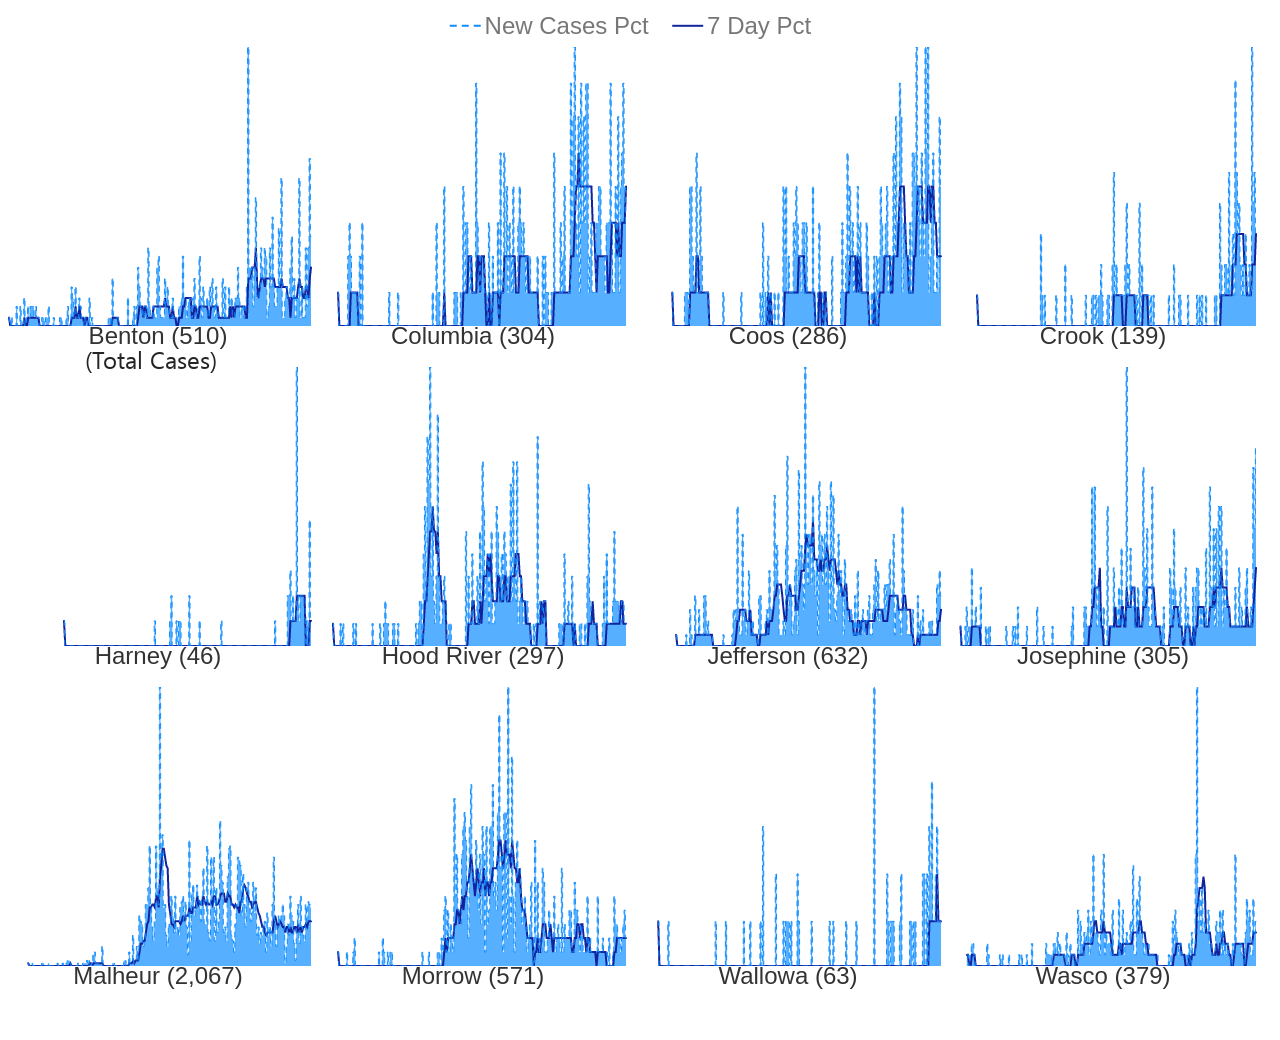 New Cases Pct 7 Day Pct
Benton (510) Columbia (304) Coos (286) Crook (139)
(Total Cases)
Harney (46) Hood River (297) Jefferson (632) Josephine (305)
Malheur (2,067) Morrow (571) Wallowa (63) Wasco (379)